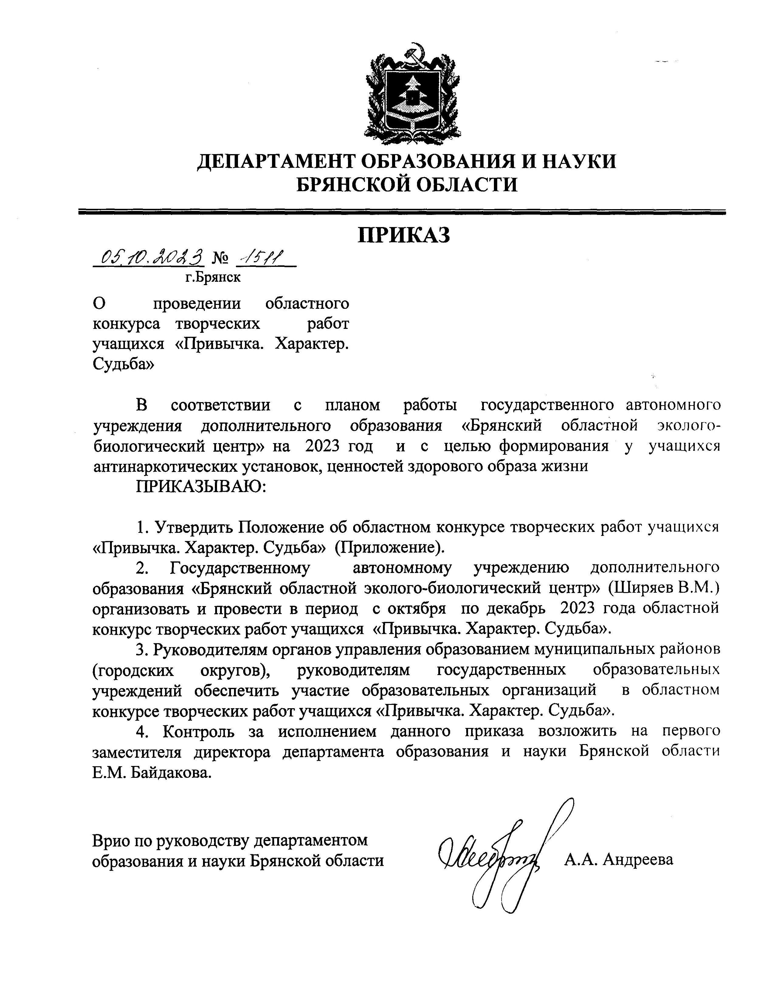 ДЕПАРТАМЕНТ ОБРАЗОВАНИЯ И НАУКИ
БРЯНСКОЙ ОБЛАСТИ
ПРИКАЗ
05.10.2023 № 1511
г.Брянск
О проведении областного
конкурса творческих работ
учащихся «Привычка. Характер.
Судьба»
В соответствии с планом работы государственного автономного
учреждения дополнительного образования «Брянский областной эколого-
биологический центр» на 2023 год и с целью формирования у учащихся
антинаркотических установок, ценностей здорового образа жизни
ПРИКАЗЫВАЮ:
1. Утвердить Положение об областном конкурсе творческих работ учащихся
«Привычка. Характер. Судьба» (Приложение).
2. Государственному автономному учреждению дополнительного
образования «Брянский областной эколого-биологический центр» (Ширяев В.М.)
организовать и провести в период с октября по декабрь 2023 года областной
конкурс творческих работ учащихся «Привычка. Характер. Судьба».
3. Руководителям органов управления образованием муниципальных районов
(городских округов), руководителям государственных образовательных
учреждений обеспечить участие образовательных организаций в областном
конкурсе творческих работ учащихся «Привычка. Характер. Судьба».
4. Контроль за исполнением данного приказа возложить на первого
заместителя директора департамента образования и науки Брянской области
Е.М. Байдакова.
Врио по руководству департаментом
образования и науки Брянской области А.А. Андреева